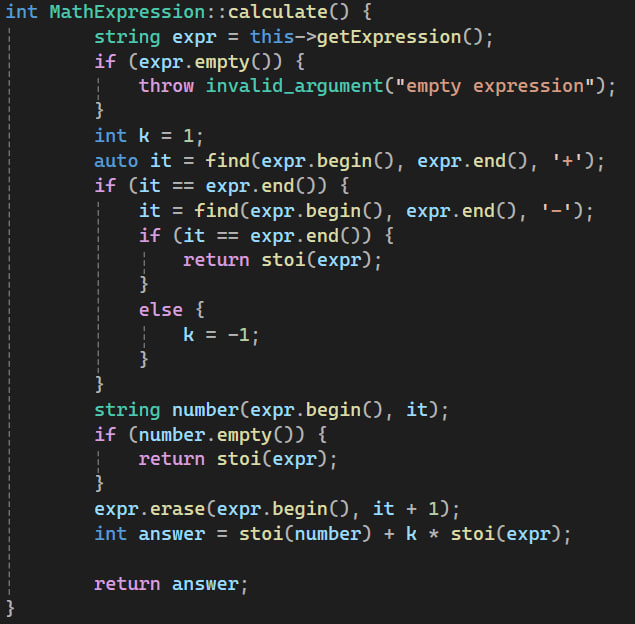 int MathExpression::calculate() {
        string expr = this->getExpression();
        if (expr.empty()) {
            throw invalid_argument("empty expression");
        }
        int k = 1;
        auto it = find(expr.begin(), expr.end(), '+');
        if (it == expr.end()) {
            it = find(expr.begin(), expr.end(), '-');
            if (it == expr.end()) {
                return stoi(expr);
            }
            else {
                k = -1;
            }
        }
        string number(expr.begin(), it);
        if (number.empty()) {
            return stoi(expr);
        }
        expr.erase(expr.begin(), it + 1);
        int answer = stoi(number) + k * stoi(expr);

        return answer;
}